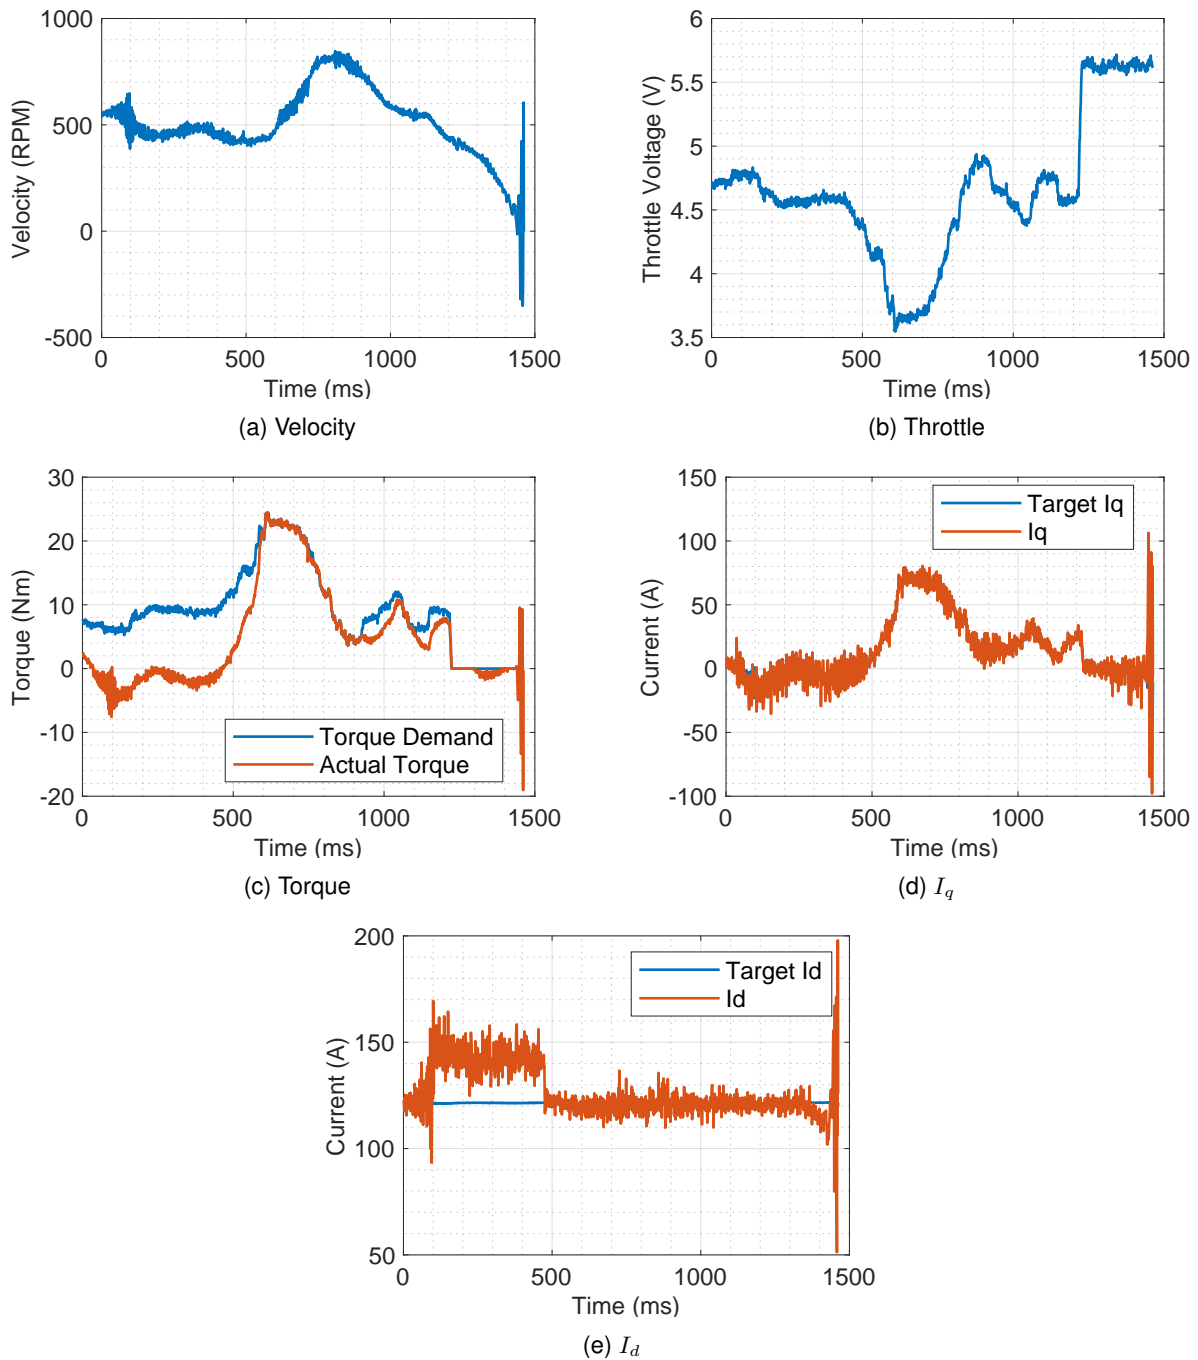 1000
500
0
-500
Velocity (RPM)
0
500
1000
1500
Time (ms)
(a) Velocity
6
5.5
5
4.5
4
3.5
Throttle Voltage (V)
0
500
1000
1500
Time (ms)
(b) Throttle
30
20
10
0
-10
-20
Torque (Nm)
Torque Demand
Actual Torque
0
500
1000
1500
Time (ms)
(c) Torque
150
100
50
0
-50
-100
Current (A)
Target Iq
Iq
0
500
1000
1500
Time (ms)
(d) I_q
200
150
100
50
Current (A)
Target Id
Id
0
500
1000
1500
Time (ms)
(e) I_d